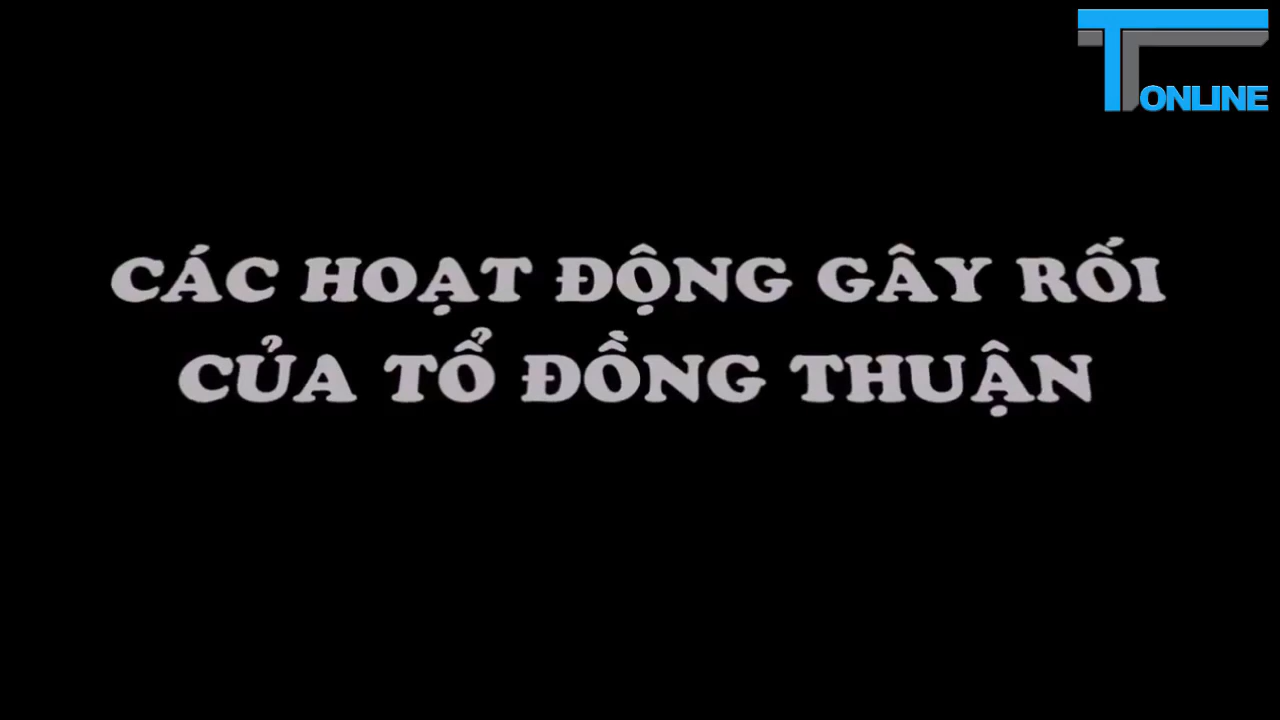 ONLINE
CÁC HOẠT ĐỘNG GÂY RỐI
CỦA TỔ ĐỒNG THUẬN